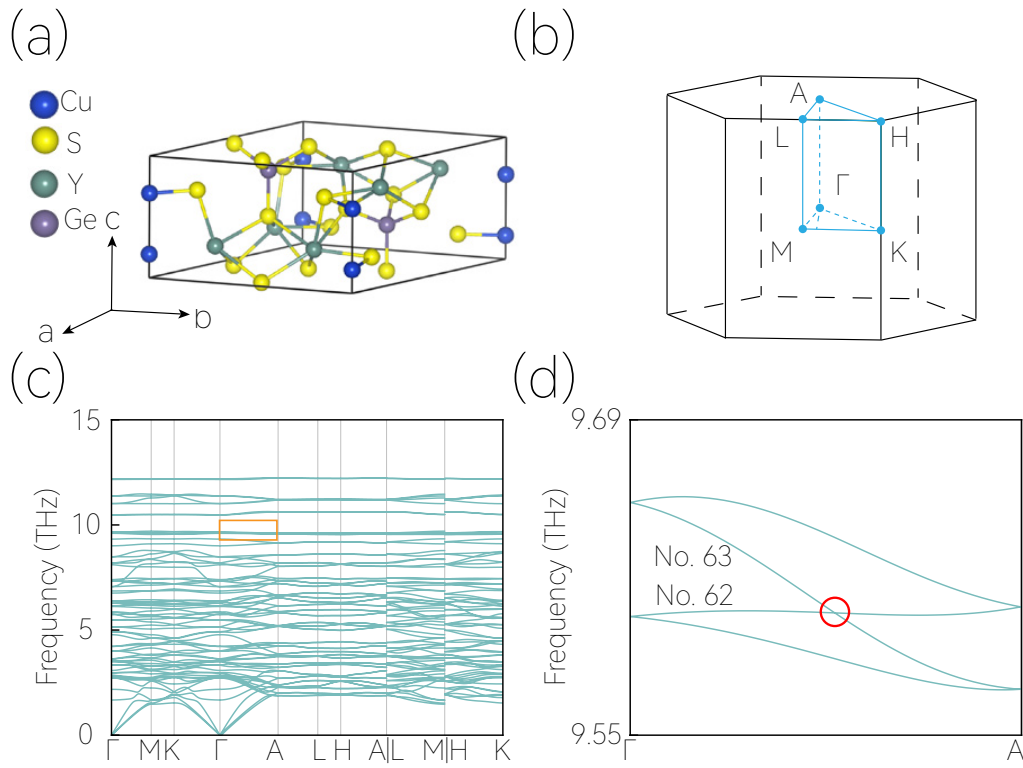 (a)
Cu
S
Y
Ge
c
a
b
(b)
A
L
H
Γ
M
K
(c)
Frequency (THz)
15
10
5
0
Γ M K Γ A L H A|L M|H K
(d)
Frequency (THz)
9.69
No. 63
No. 62
9.55
Γ A